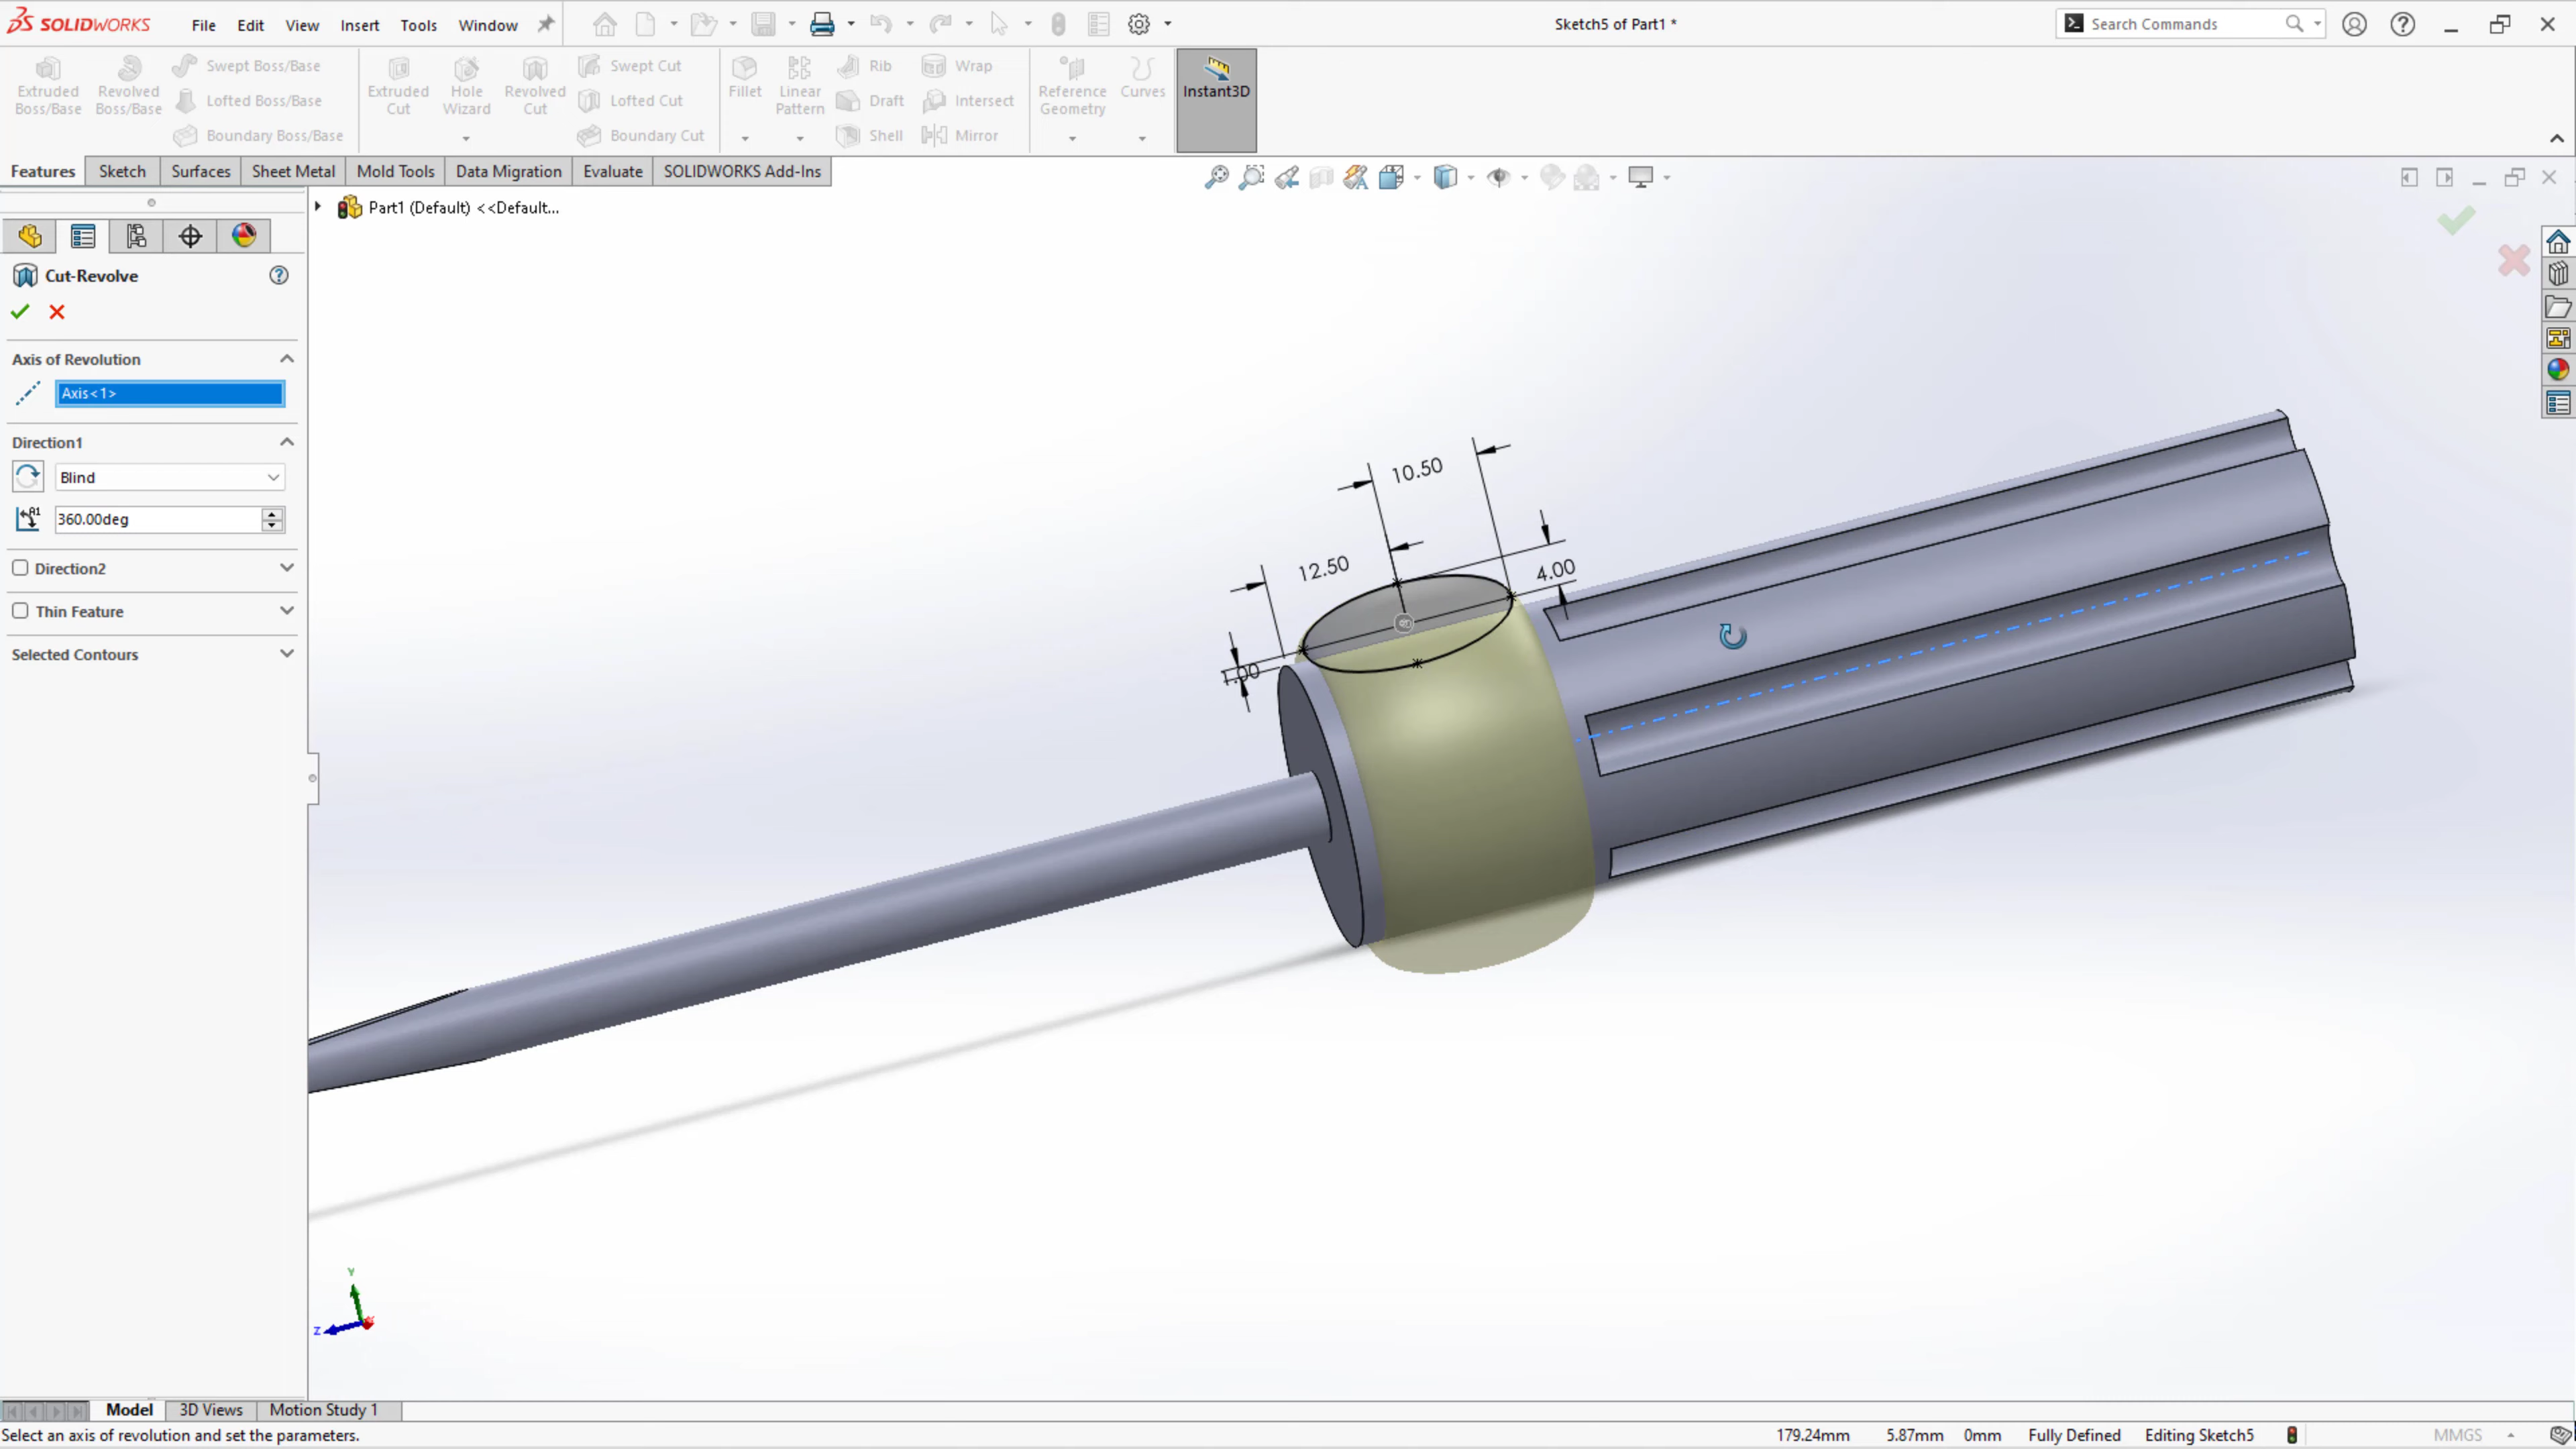 SOLIDWORKS File Edit View Insert Tools Window Sketch5 of Part1 * Search Commands
Extruded Boss/Base
Revolved Boss/Base
Swept Boss/Base
Lofted Boss/Base
Boundary Boss/Base
Extruded Cut
Hole Wizard
Revolved Cut
Swept Cut
Lofted Cut
Boundary Cut
Fillet
Linear Pattern
Rib
Draft
Shell
Wrap
Intersect
Mirror
Reference Geometry
Curves
Instant3D
Features Sketch Surfaces Sheet Metal Mold Tools Data Migration Evaluate SOLIDWORKS Add-Ins
Part1 (Default) <<Default...
Cut-Revolve
Axis of Revolution
Axis<1>
Direction1
Blind
A1
360.00deg
Direction2
Thin Feature
Selected Contours
10.50
12.50
4.00
1.00
Y
Z
Model 3D Views Motion Study 1
Select an axis of revolution and set the parameters. 179.24mm 5.87mm 0mm Fully Defined Editing Sketch5 MMGS